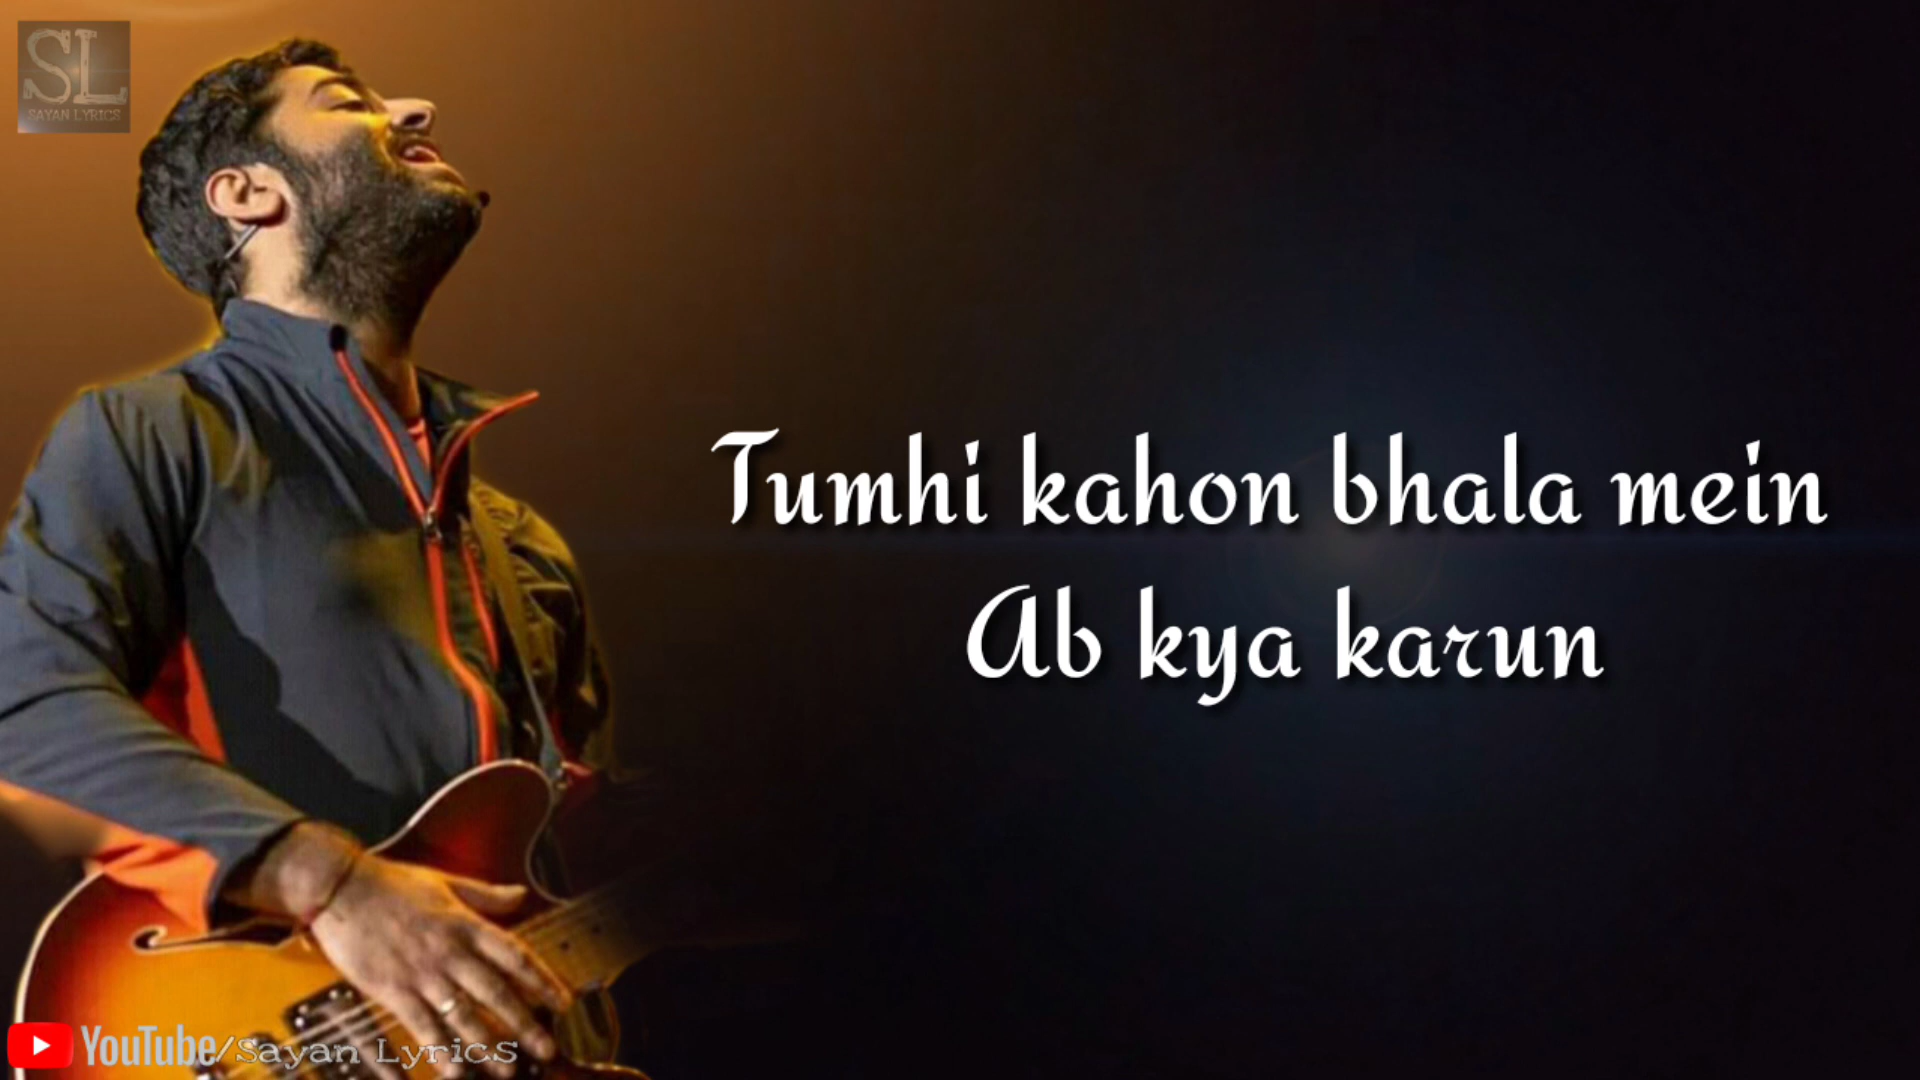 SL
SAYAN LYRICS
Tumhi kahon bhala mein
Ab kya karun
YouTube/Sayan Lyrics